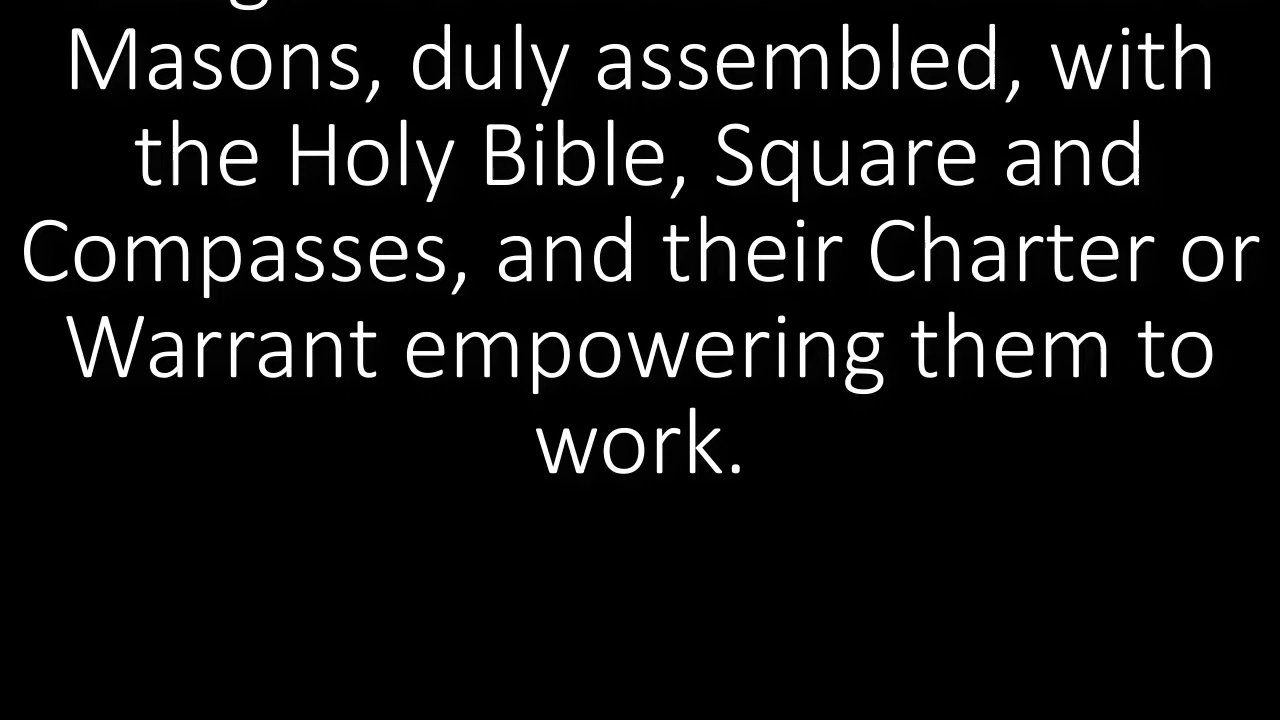 Masons, duly assembled, with
the Holy Bible, Square and
Compasses, and their Charter or
Warrant empowering them to
work.